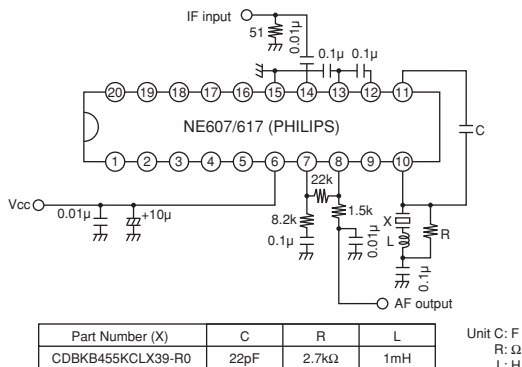 IF input
51
0.01μ
0.1μ 0.1μ
20 19 18 17 16 15 14 13 12 11
NE607/617 (PHILIPS)
C
1 2 3 4 5 6 7 8 9 10
22k
Vcc
0.01μ
+10μ
8.2k
1.5k
0.1μ
0.01μ
X
L
R
0.1μ
AF output
Part Number (X) C R L
CDBKB455KCLX39-R0 22pF 2.7kΩ 1mH
Unit C: F
R: Ω
L: H